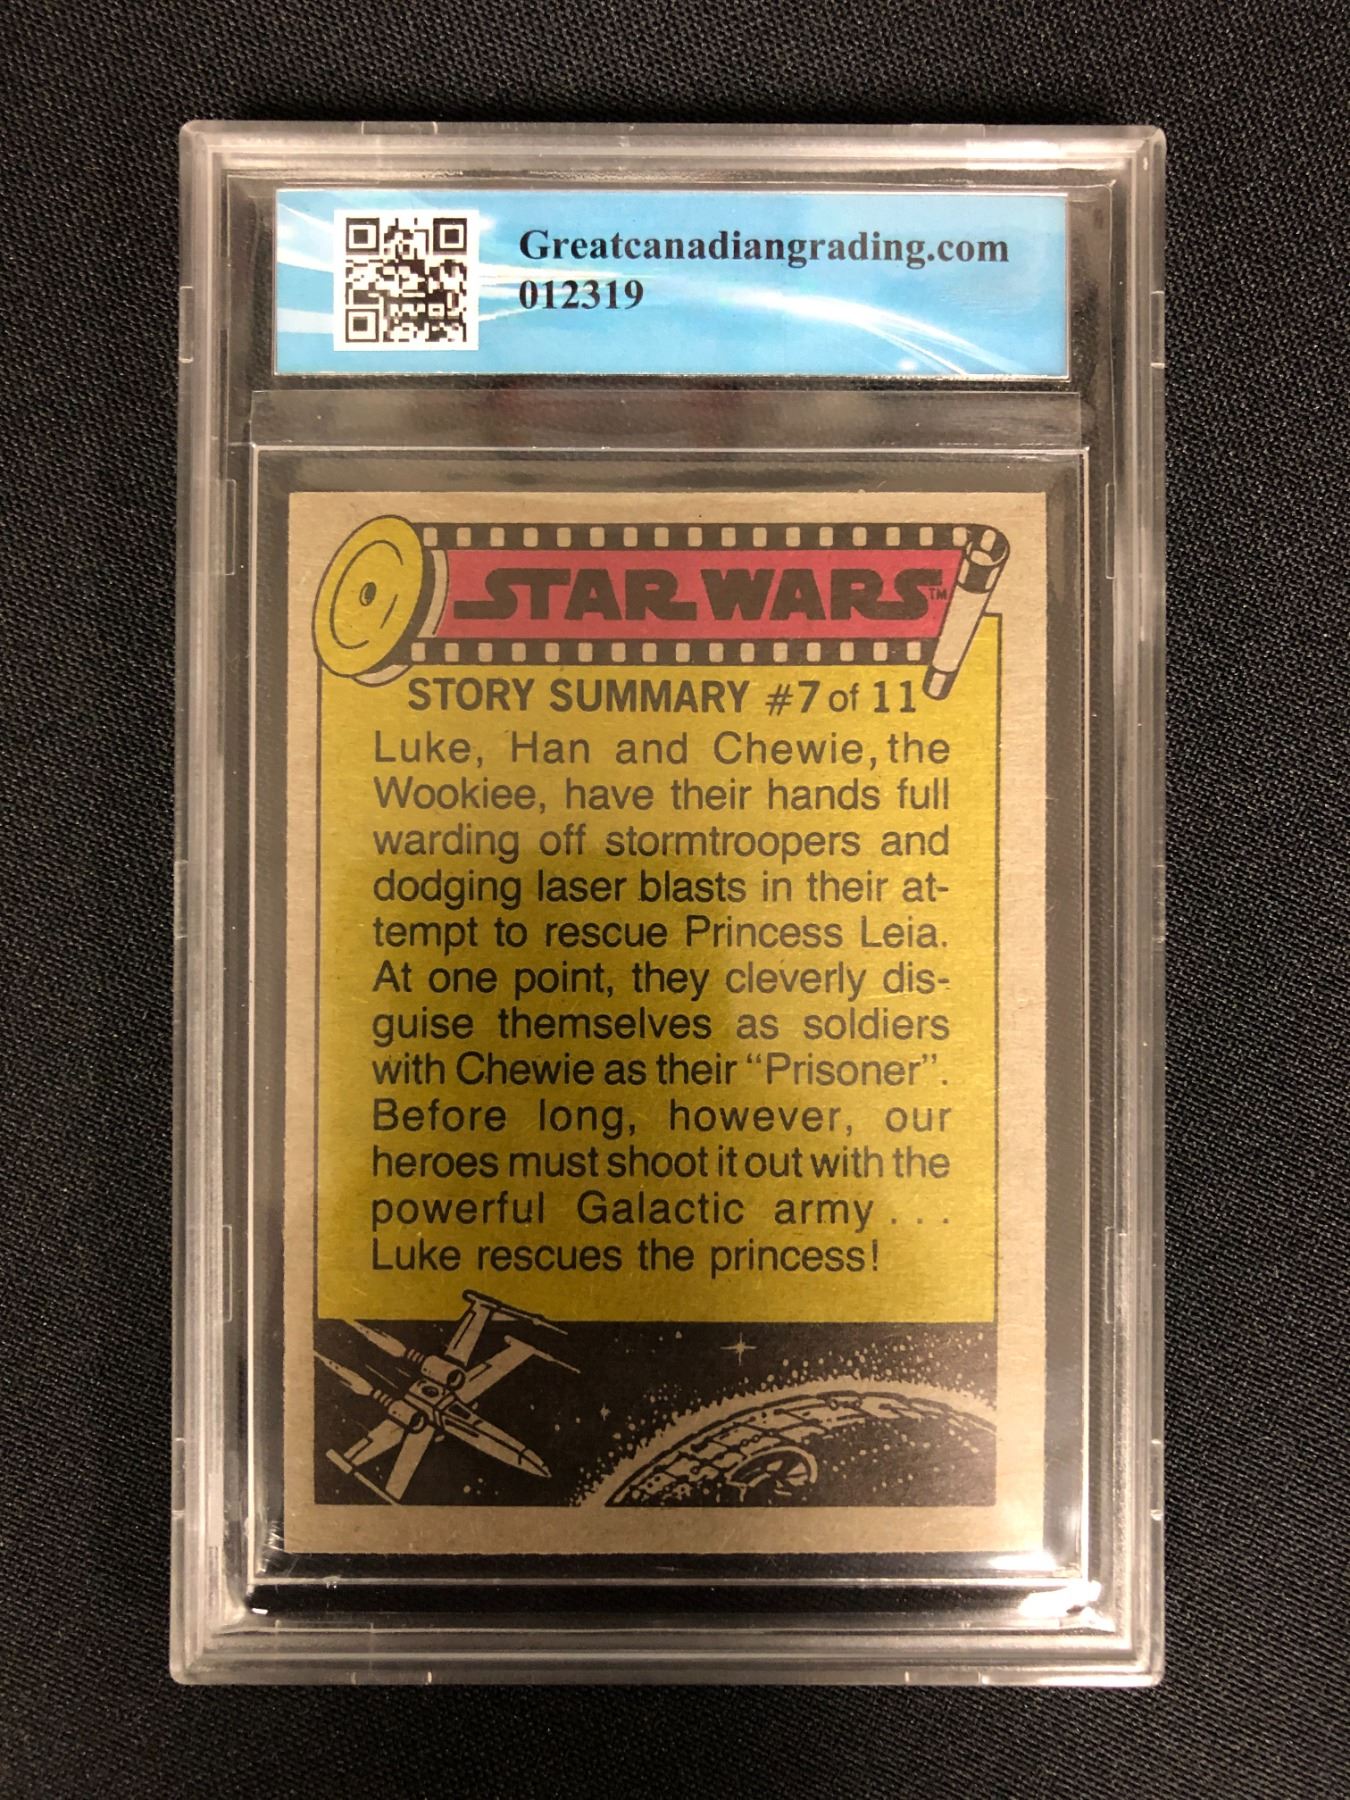 Greatcanadiangrading.com
012319
STAR WARS™
STORY SUMMARY #7 of 11
Luke, Han and Chewie, the
Wookiee, have their hands full
warding off stormtroopers and
dodging laser blasts in their at-
tempt to rescue Princess Leia.
At one point, they cleverly dis-
guise themselves as soldiers
with Chewie as their “Prisoner”.
Before long, however, our
heroes must shoot it out with the
powerful Galactic army . . .
Luke rescues the princess!